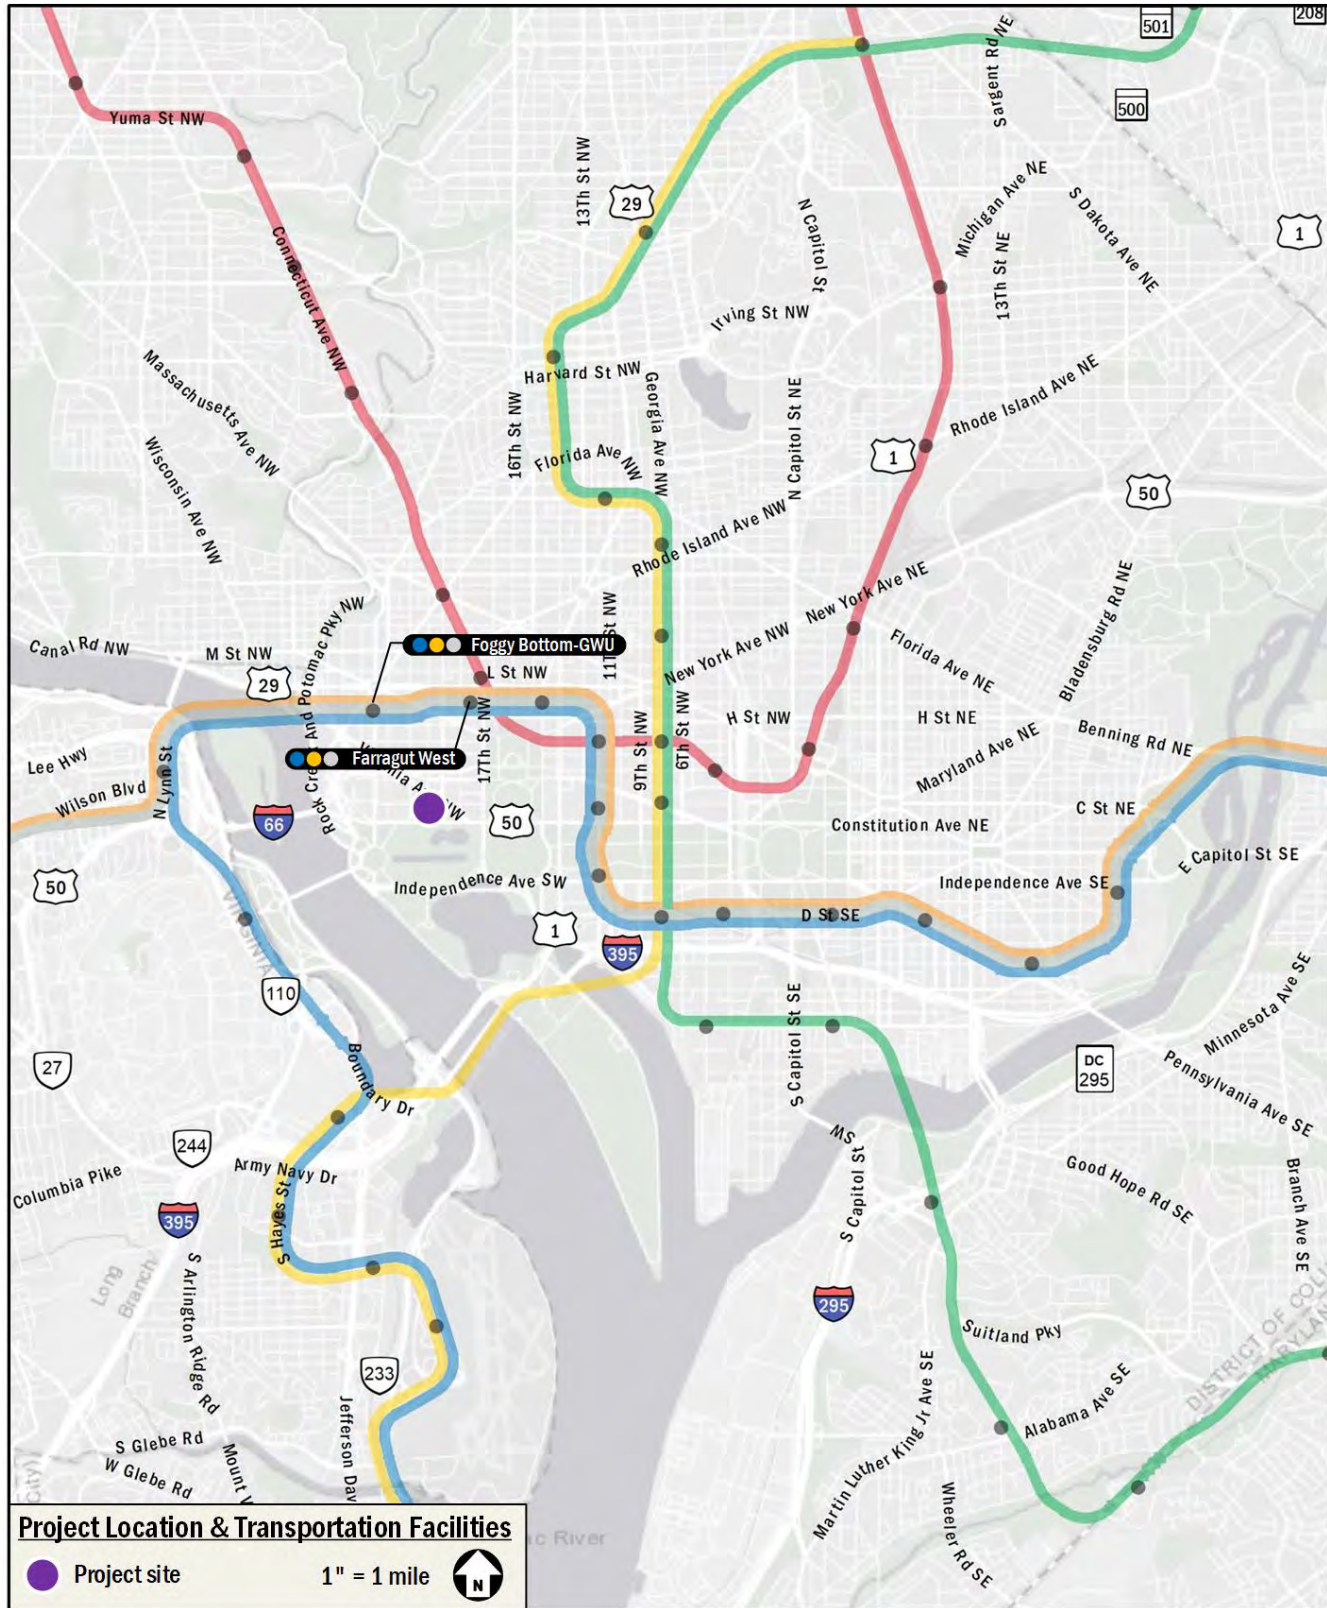 501
208
Sargent Rd NE
500
Yuma St NW
13Th St NW
29
N Capitol St
Michigan Ave NE
S Dakota Ave NE
1
13Th St NE
Connecticut Ave NW
Irving St NW
Massachusetts Ave NW
Harvard St NW
Georgia Ave NW
N Capitol St NE
Rhode Island Ave NE
16Th St NW
Florida Ave NW
1
Wisconsin Ave NW
50
Rhode Island Ave NW
New York Ave NE
Bladensburg Rd NE
Canal Rd NW
M St NW
Rock Creek And Potomac Pky NW
Foggy Bottom-GWU
11Th St NW
New York Ave NW
Florida Ave NE
29
L St NW
17Th St NW
9Th St NW
6Th St NW
H St NW
H St NE
Maryland Ave NE
Benning Rd NE
Lee Hwy
Wilson Blvd
N Lynn St
Farragut West
66
50
Constitution Ave NE
C St NE
E Capitol St SE
50
Independence Ave SW
Independence Ave SE
D St SE
1
395
VIRGINIA
110
S Capitol St SE
Minnesota Ave SE
27
Boundary Dr
DC
295
Pennsylvania Ave SE
244
Army Navy Dr
Columbia Pike
395
S Hayes St
S Capitol St SW
Good Hope Rd SE
Branch Ave SE
Long
Branch
S Arlington Ridge Rd
295
Suitland Pky
DISTRICT OF COLU
MARYLAN
233
Jefferson Dav
Martin Luther King Jr Ave SE
Alabama Ave SE
S Glebe Rd
W Glebe Rd
Mount V
City)
Wheeler Rd SE
ac River
Project Location & Transportation Facilities
Project site
1" = 1 mile
N